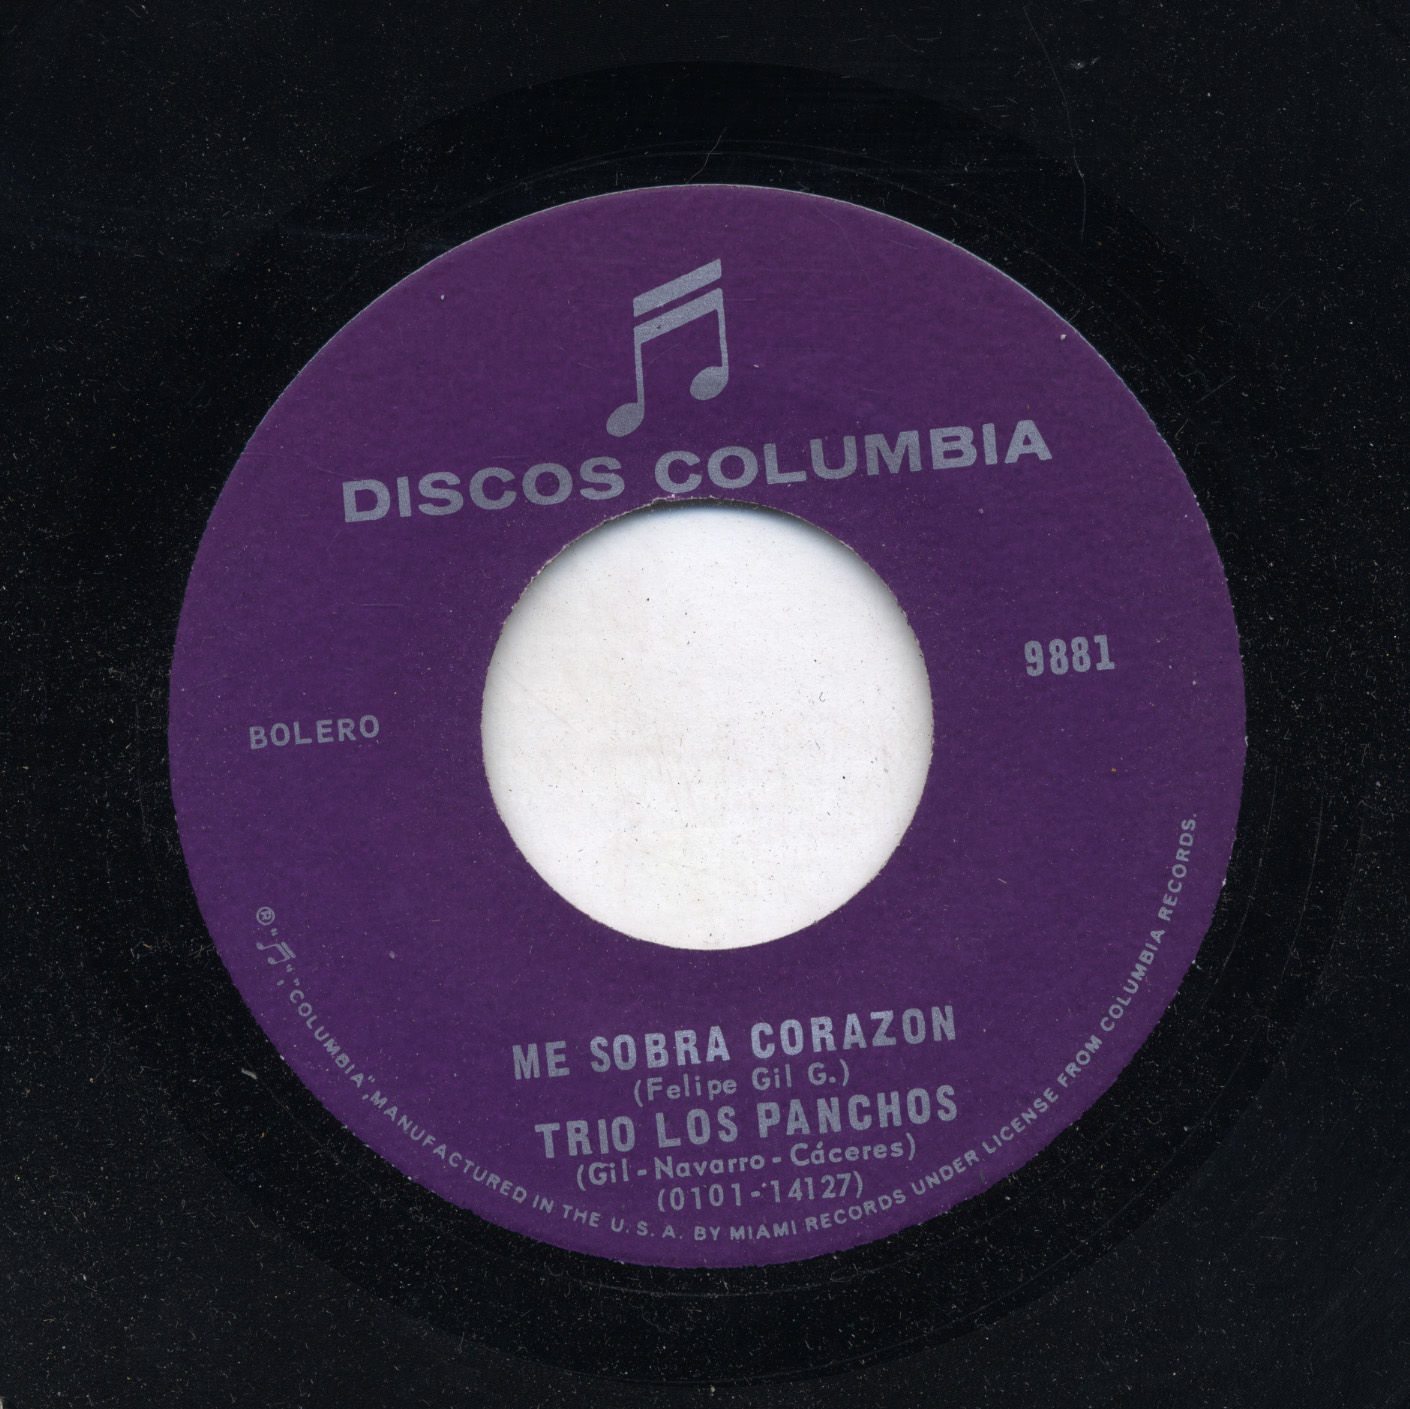 DISCOS COLUMBIA
9881
BOLERO
ME SOBRA CORAZON
(Felipe Gil G.)
TRIO LOS PANCHOS
(Gil - Navarro - Cáceres)
(0101-14127)
® "♫", "COLUMBIA", MANUFACTURED IN THE U.S.A. BY MIAMI RECORDS UNDER LICENSE FROM COLUMBIA RECORDS.